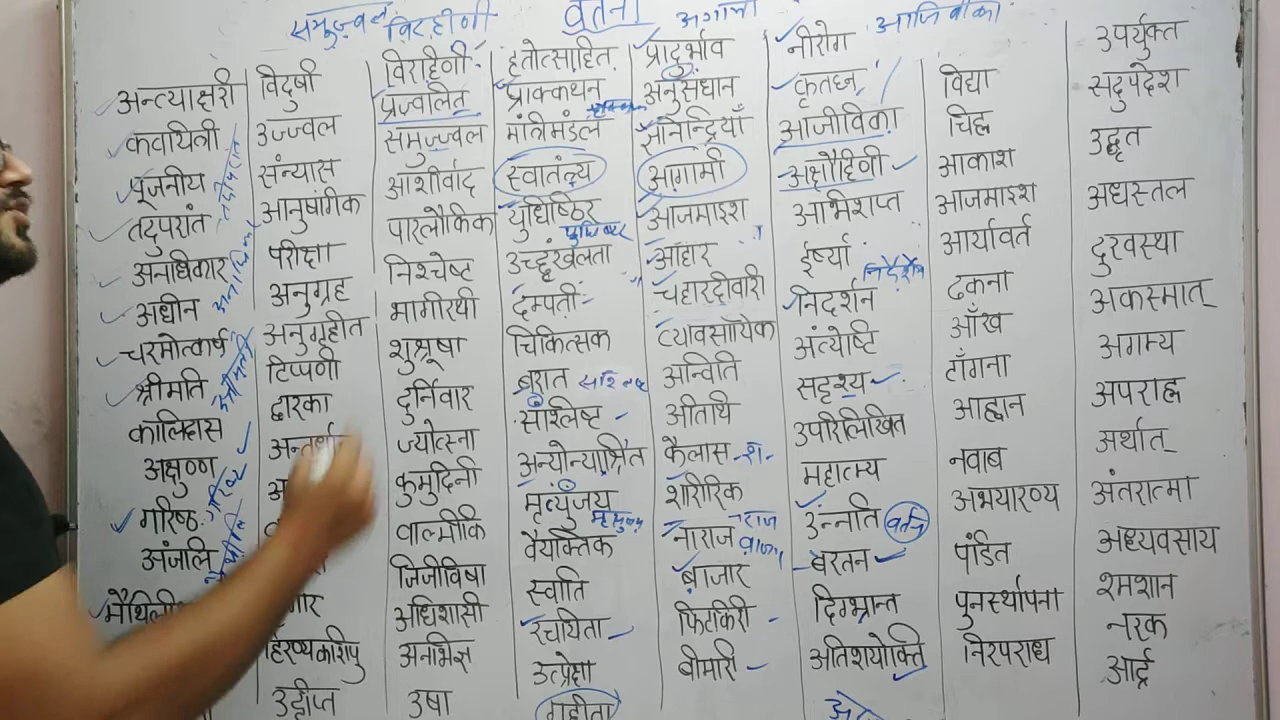 समुज्वल विरहीणी वर्तनी अगामी आजिवीका
अन्त्याक्षरी
कवयित्री
पूजनीय
तदुपरांत
अनाधिकार
अधीन
चरमोत्कर्ष
श्रीमति
कालिदास
अक्षुण्ण
गरिष्ठ
अंजलि
विदुषी
उज्ज्वल
संन्यास
आनुषंगिक
परीक्षा
अनुग्रह
अनुगृहीत
टिप्पणी
द्वारका
हिरण्यकशिपु
उद्दीप्त
विरहिणी
प्रज्वलित
समुज्ज्वल
आशीर्वाद
पारलौकिक
निश्चेष्ट
भागीरथी
शुश्रूषा
दुर्निवार
ज्योत्स्ना
कुमुदिनी
वाल्मीकि
जिजीविषा
अधिशासी
अनभिज्ञ
उषा
हतोत्साहित
प्राक्कथन
मंत्रिमंडल
स्वातंत्र्य
युधिष्ठिर
उच्छृंखलता
दम्पती
चिकित्सक
बरात
संश्लिष्ट
अन्योन्याश्रित
मृत्युंजय
वैयक्तिक
स्वाति
रचयिता
उत्प्रेक्षा
गृहीता
प्रादुर्भाव
अनुसंधान
ज्ञानेन्द्रियाँ
आगामी
आजमाइश
आहार
चहारदीवारी
व्यावसायिक
अन्विति
अतिथि
कैलास -श-
शारीरिक
नाराज
बाजार
फिटकिरी
बीमारी
नीरोग
कृतघ्न
आजीविका
अक्षौहिणी
अभिशप्त
ईर्ष्या
निदर्शन
अंत्येष्टि
सदृश्य
उपरिलिखित
महात्म्य
उन्नति
बरतन
दिग्भ्रान्त
अतिशयोक्ति
विद्या
चिह्न
आकाश
आजमाइश
आर्यावर्त
ढकना
आँख
टाँगना
आह्वान
नवाब
अभयारण्य
पंडित
पुनर्स्थापना
निरपराध
उपर्युक्त
सदुपदेश
उद्धृत
अधस्तल
दुरवस्था
अकस्मात्
अगम्य
अपराह्न
अर्थात्
अंतरात्मा
अध्यवसाय
श्मशान
नरक
आर्द्र